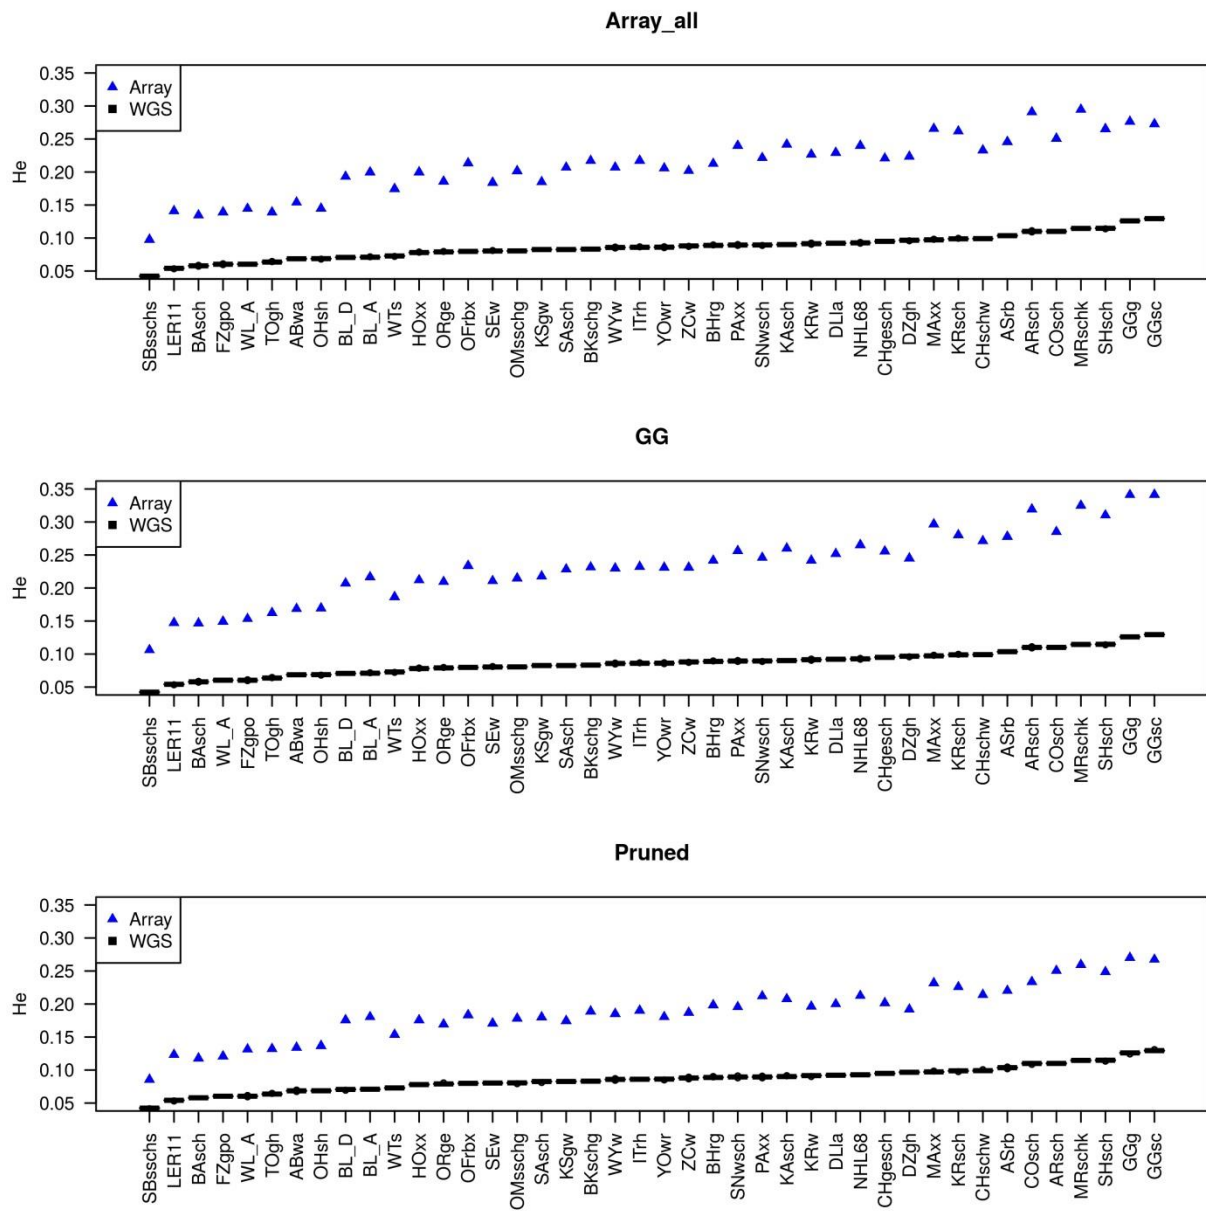 Array_all
He
0.35
0.30
0.25
0.20
0.15
0.10
0.05
Array
WGS
SBsschs
LER11
BAsch
FZgpo
WL_A
TOgh
ABwa
OHsh
BL_D
BL_A
WTs
HOxx
ORge
OFrbx
SEw
OMsschg
KSgw
SAsch
BKschg
WYw
ITrh
YOwr
ZCw
BHrg
PAxx
SNwsch
KAsch
KRw
DLla
NHL68
CHgesch
DZgh
MAxx
KRsch
CHschw
ASrb
ARsch
COsch
MRschk
SHsch
GGg
GGsc
GG
He
0.35
0.30
0.25
0.20
0.15
0.10
0.05
Array
WGS
SBsschs
LER11
BAsch
WL_A
FZgpo
TOgh
ABwa
OHsh
BL_D
BL_A
WTs
HOxx
ORge
OFrbx
SEw
OMsschg
KSgw
SAsch
BKschg
WYw
ITrh
YOwr
ZCw
BHrg
PAxx
SNwsch
KAsch
KRw
DLla
NHL68
CHgesch
DZgh
MAxx
KRsch
CHschw
ASrb
ARsch
COsch
MRschk
SHsch
GGg
GGsc
Pruned
He
0.35
0.30
0.25
0.20
0.15
0.10
0.05
Array
WGS
SBsschs
LER11
BAsch
FZgpo
WL_A
TOgh
ABwa
OHsh
BL_D
BL_A
WTs
HOxx
ORge
OFrbx
SEw
OMsschg
SAsch
KSgw
BKschg
WYw
ITrh
YOwr
ZCw
BHrg
SNwsch
PAxx
KAsch
KRw
DLla
NHL68
CHgesch
DZgh
MAxx
KRsch
CHschw
ASrb
COsch
ARsch
MRschk
SHsch
GGg
GGsc